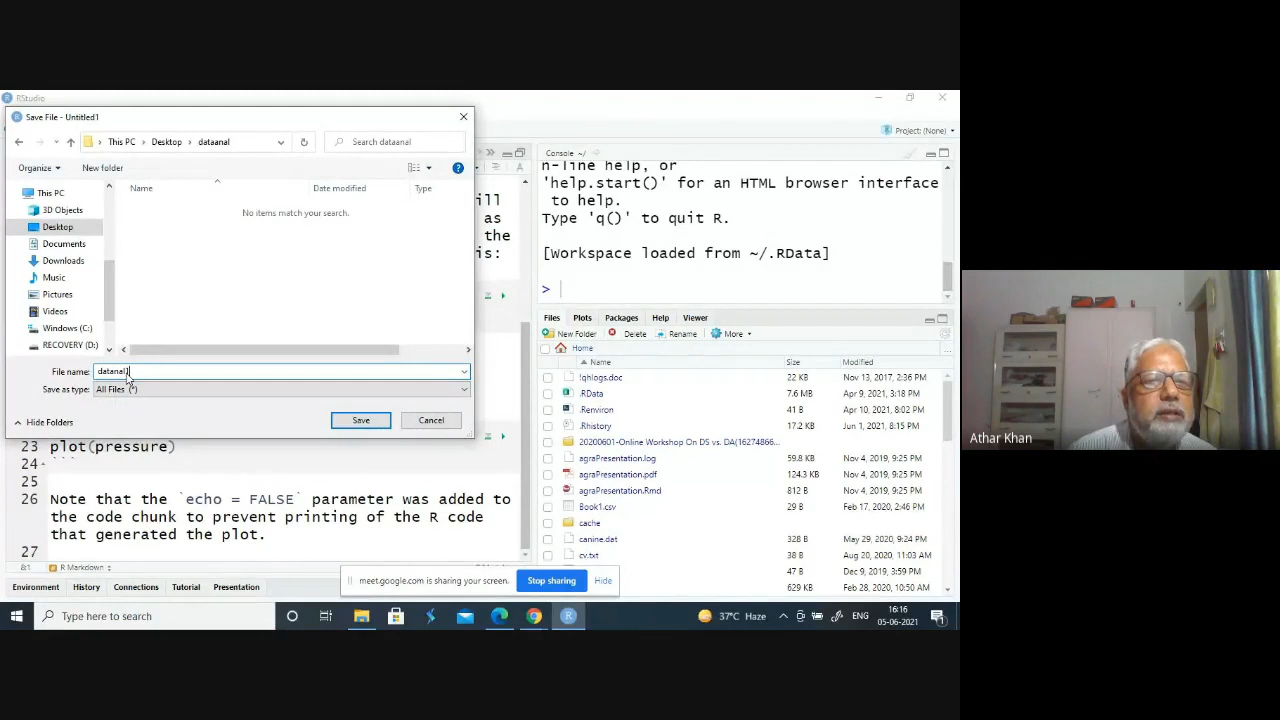 RStudio
Save File - Untitled1
This PC > Desktop > dataanal
Search dataanal
Organize
New folder
Name
Date modified
Type
No items match your search.
This PC
3D Objects
Desktop
Documents
Downloads
Music
Pictures
Videos
Windows (C:)
RECOVERY (D:)
File name: datanal1
Save as type: All Files (*)
Hide Folders
Save
Cancel
ill
as
the
is:
23 plot(pressure)
24 ```
25
26 Note that the `echo = FALSE` parameter was added to
the code chunk to prevent printing of the R code
that generated the plot.
27
R Markdown
Environment History Connections Tutorial Presentation
Project: (None)
Console ~/
n-line help, or
'help.start()' for an HTML browser interface
to help.
Type 'q()' to quit R.
[Workspace loaded from ~/.RData]
>
Files Plots Packages Help Viewer
New Folder Delete Rename More
Home
Name Size Modified
!qhlogs.doc 22 KB Nov 13, 2017, 2:36 PM
.RData 7.6 MB Apr 9, 2021, 3:18 PM
.Renviron 41 B Apr 10, 2021, 8:02 PM
.Rhistory 17.2 KB Jun 1, 2021, 8:15 PM
20200601-Online Workshop On DS vs. DA(16274866...
agraPresentation.log 59.8 KB Nov 4, 2019, 9:25 PM
agraPresentation.pdf 124.3 KB Nov 4, 2019, 9:25 PM
agraPresentation.Rmd 812 B Nov 4, 2019, 9:25 PM
Book1.csv 29 B Feb 17, 2020, 2:46 PM
cache
canine.dat 328 B May 29, 2020, 9:24 PM
cv.txt 38 B Aug 20, 2020, 11:03 AM
47 B Dec 9, 2019, 3:59 PM
629 KB Feb 28, 2020, 10:50 AM
meet.google.com is sharing your screen.
Stop sharing
Hide
Type here to search
37°C Haze
ENG
16:16
05-06-2021
Athar Khan